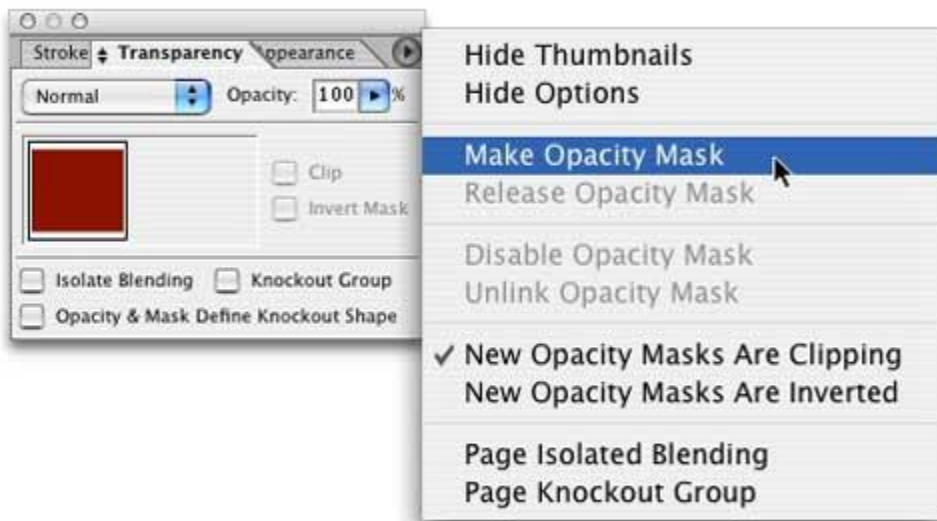 Stroke Transparency Appearance
Normal Opacity: 100 %
Clip
Invert Mask
Isolate Blending Knockout Group
Opacity & Mask Define Knockout Shape
Hide Thumbnails
Hide Options
Make Opacity Mask
Release Opacity Mask
Disable Opacity Mask
Unlink Opacity Mask
New Opacity Masks Are Clipping
New Opacity Masks Are Inverted
Page Isolated Blending
Page Knockout Group